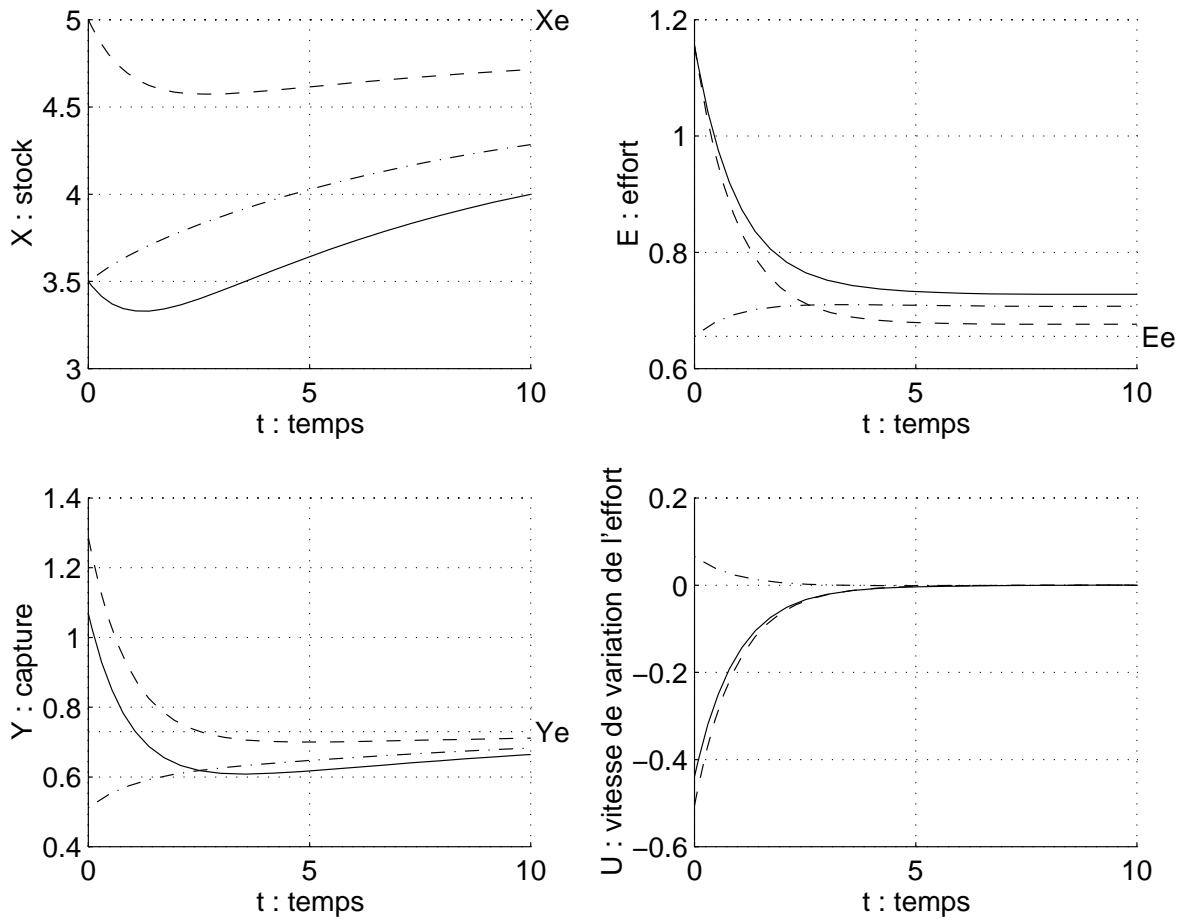 5
4.5
4
3.5
3
0
5
10
Xe
X : stock
t : temps
1.2
1
0.8
0.6
0
5
10
Ee
E : effort
t : temps
1.4
1.2
1
0.8
0.6
0.4
0
5
10
Ye
Y : capture
t : temps
0.2
0
−0.2
−0.4
−0.6
0
5
10
U : vitesse de variation de l'effort
t : temps